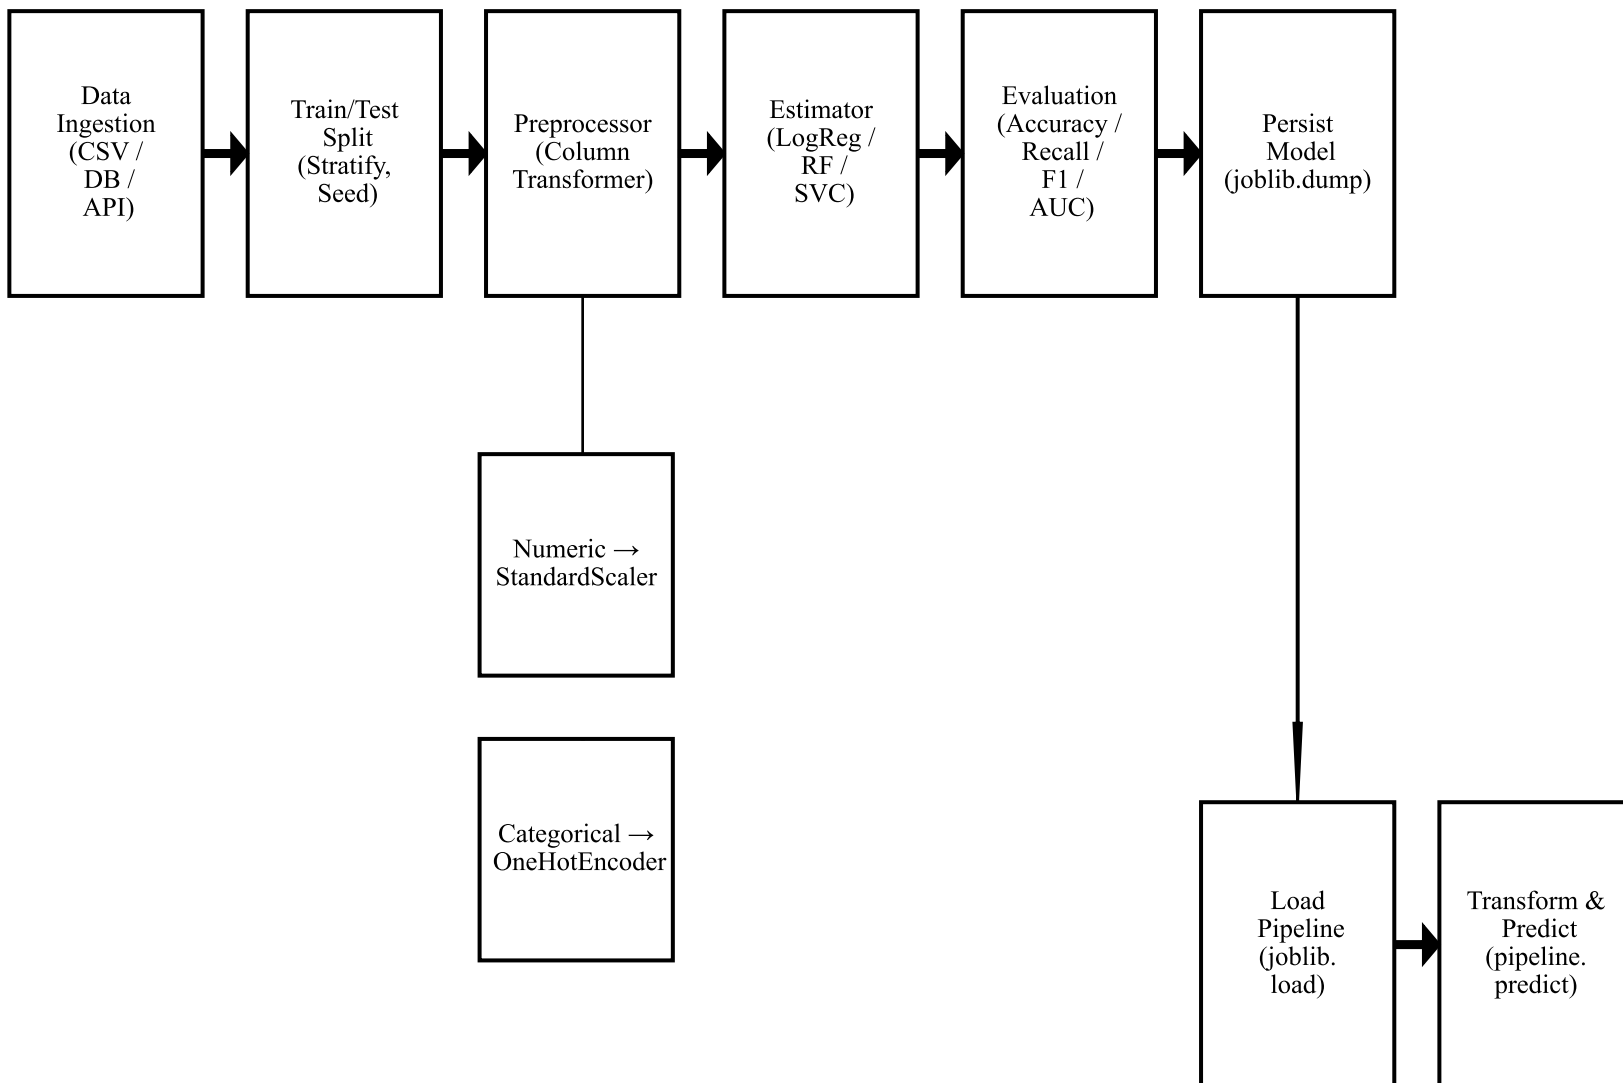 Data
Ingestion
(CSV /
DB /
API)
Train/Test
Split
(Stratify,
Seed)
Preprocessor
(Column
Transformer)
Estimator
(LogReg /
RF /
SVC)
Evaluation
(Accuracy /
Recall /
F1 /
AUC)
Persist
Model
(joblib.dump)
Numeric →
StandardScaler
Categorical →
OneHotEncoder
Load
Pipeline
(joblib.
load)
Transform &
Predict
(pipeline.
predict)